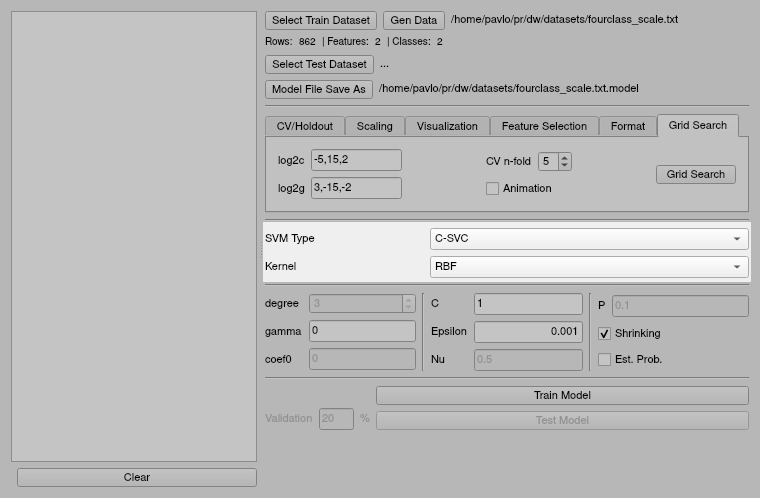 Select Train Dataset Gen Data /home/pavlo/pr/dw/datasets/fourclass_scale.txt
Rows: 862 | Features: 2 | Classes: 2
Select Test Dataset ...
Model File Save As /home/pavlo/pr/dw/datasets/fourclass_scale.txt.model
CV/Holdout Scaling Visualization Feature Selection Format Grid Search
log2c -5,15,2 CV n-fold 5
Grid Search
log2g 3,-15,-2 Animation
SVM Type C-SVC
Kernel RBF
degree 3 C 1 P 0.1
gamma 0 Epsilon 0.001 Shrinking
coef0 0 Nu 0.5 Est. Prob.
Train Model
Validation 20 % Test Model
Clear